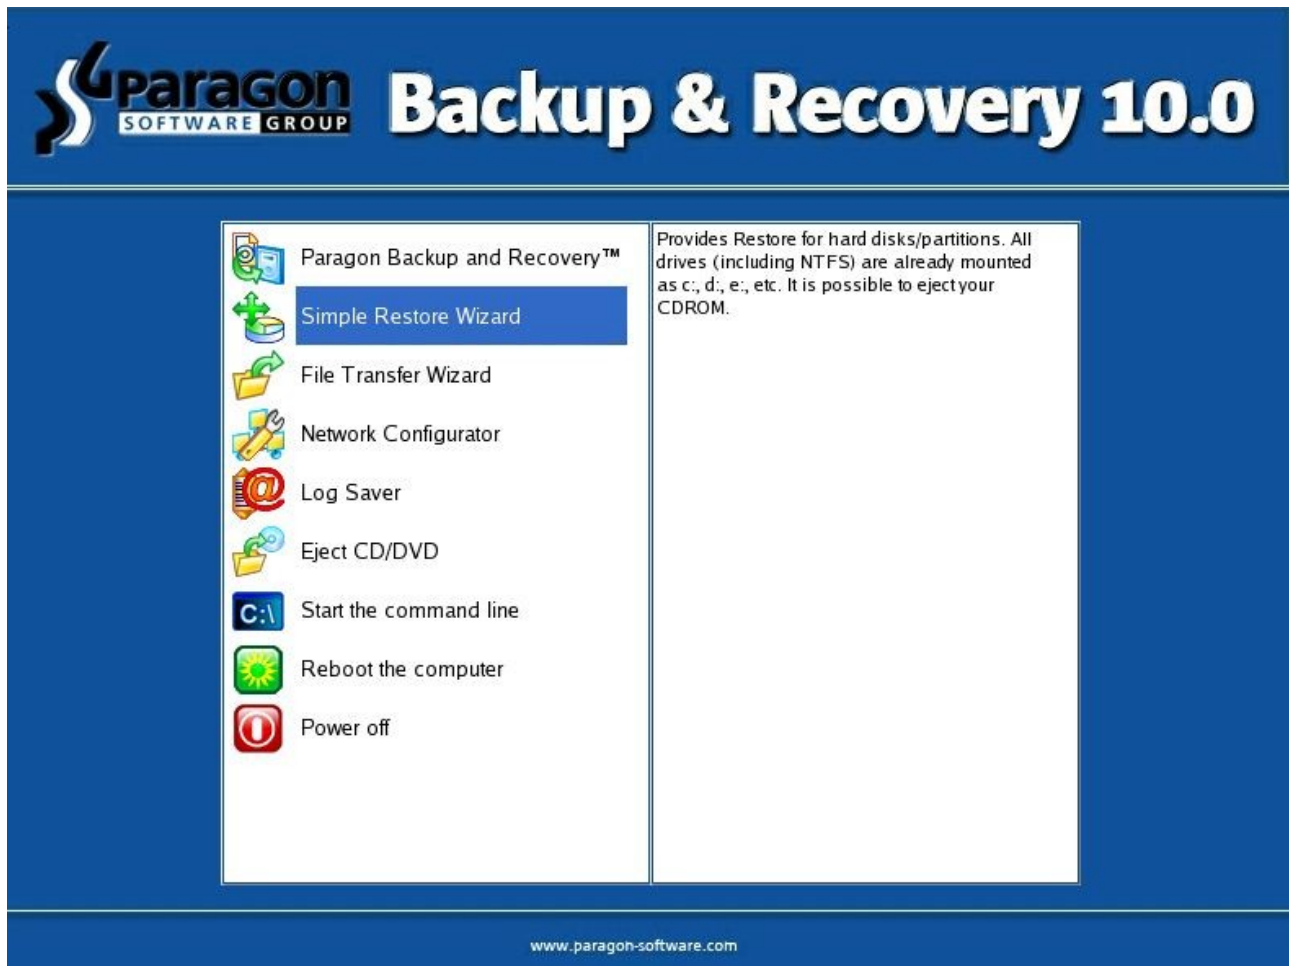 Paragon
SOFTWARE GROUP
Backup & Recovery 10.0
Paragon Backup and Recovery™
Simple Restore Wizard
File Transfer Wizard
Network Configurator
Log Saver
Eject CD/DVD
C:\
Start the command line
Reboot the computer
Power off
Provides Restore for hard disks/partitions. All
drives (including NTFS) are already mounted
as c:, d:, e:, etc. It is possible to eject your
CDROM.
www.paragon-software.com